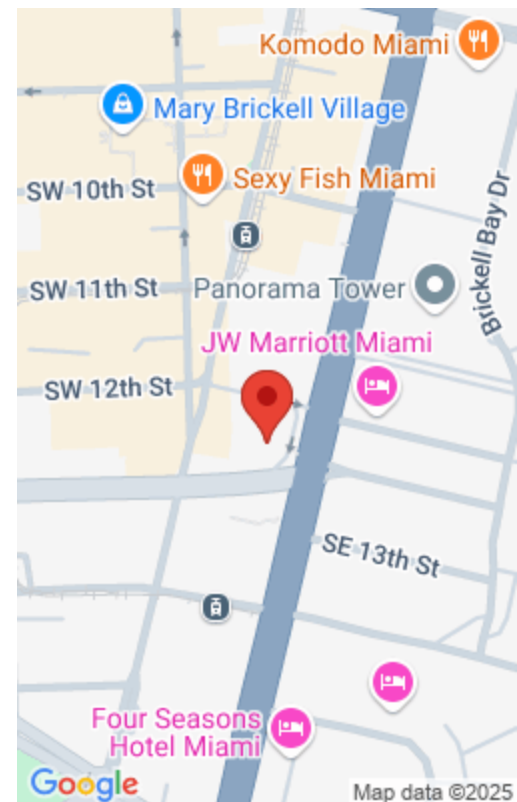 Komodo Miami
Mary Brickell Village
Sexy Fish Miami
SW 10th St
Brickell Bay Dr
SW 11th St
Panorama Tower
JW Marriott Miami
SW 12th St
SE 13th St
Four Seasons
Hotel Miami
Google
Map data ©2025